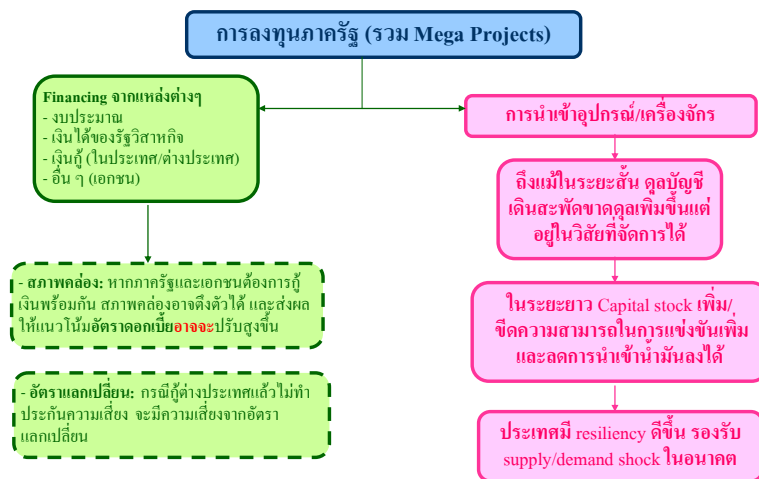 การลงทุนภาครัฐ (รวม Mega Projects)
Financing จากแหล่งต่างๆ
- งบประมาณ
- เงินได้ของรัฐวิสาหกิจ
- เงินกู้ (ในประเทศ/ต่างประเทศ)
- อื่น ๆ (เอกชน)
- สภาพคล่อง: หากภาครัฐและเอกชนต้องการกู้
เงินพร้อมกัน สภาพคล่องอาจตึงตัวได้ และส่งผล
ให้แนวโน้มอัตราดอกเบี้ยอาจจะปรับสูงขึ้น
- อัตราแลกเปลี่ยน: กรณีกู้ต่างประเทศแล้วไม่ทำ
ประกันความเสี่ยง จะมีความเสี่ยงจากอัตรา
แลกเปลี่ยน
การนำเข้าอุปกรณ์/เครื่องจักร
ถึงแม้ในระยะสั้น ดุลบัญชี
เดินสะพัดขาดดุลเพิ่มขึ้นแต่
อยู่ในวิสัยที่จัดการได้
ในระยะยาว Capital stock เพิ่ม/
ขีดความสามารถในการแข่งขันเพิ่ม
และลดการนำเข้าน้ำมันลงได้
ประเทศมี resiliency ดีขึ้น รองรับ
supply/demand shock ในอนาคต